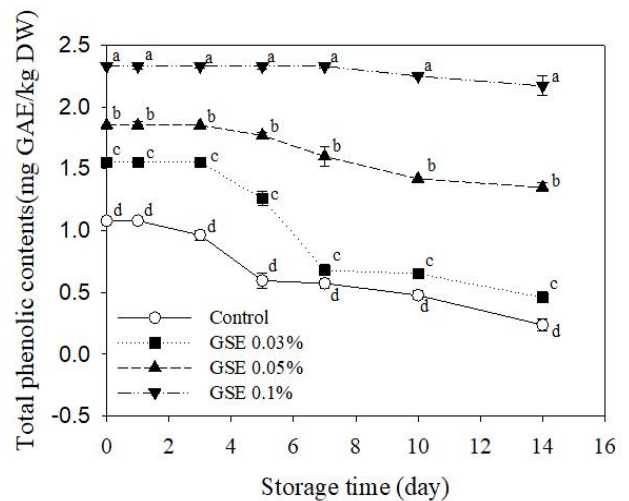 Total phenolic contents(mg GAE/kg DW)
2.5
2.0
1.5
1.0
0.5
0.0
-0.5
a a a a a a a
b b b b b b b
c c c c c c c
d d d d d d d
Control
GSE 0.03%
GSE 0.05%
GSE 0.1%
0 2 4 6 8 10 12 14 16
Storage time (day)